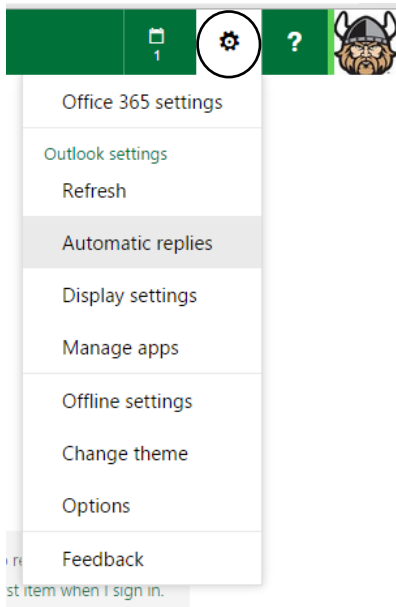 1
?
Office 365 settings
Outlook settings
Refresh
Automatic replies
Display settings
Manage apps
Offline settings
Change theme
Options
Feedback
st item when I sign in.